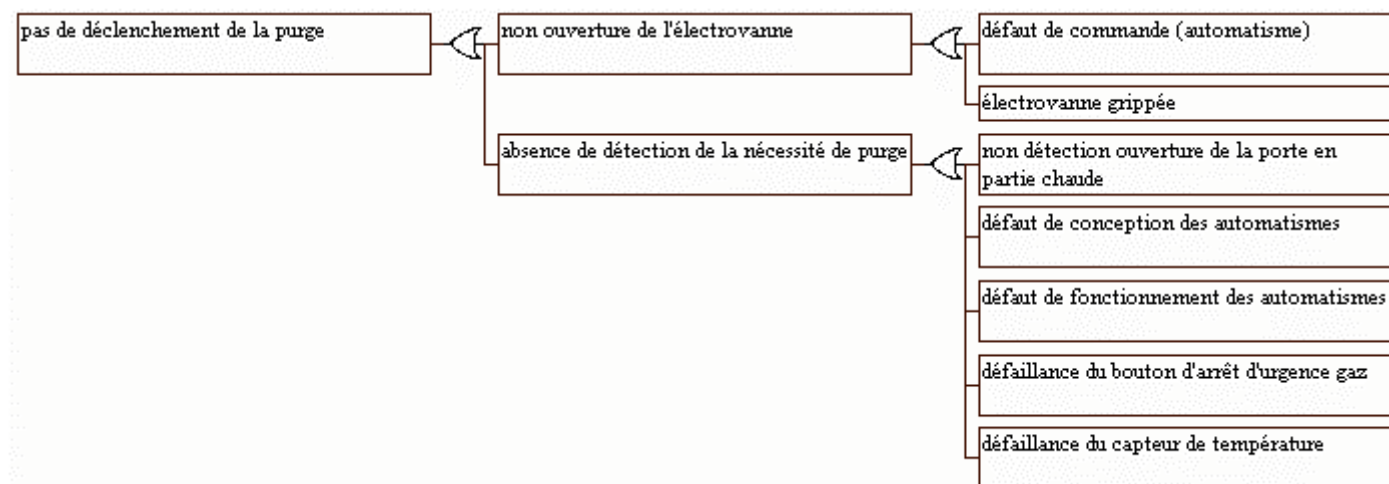 pas de déclenchement de la purge
non ouverture de l'électrovanne
défaut de commande (automatisme)
électrovanne grippée
absence de détection de la nécessité de purge
non détection ouverture de la porte en
partie chaude
défaut de conception des automatismes
défaut de fonctionnement des automatismes
défaillance du bouton d'arrêt d'urgence gaz
défaillance du capteur de température